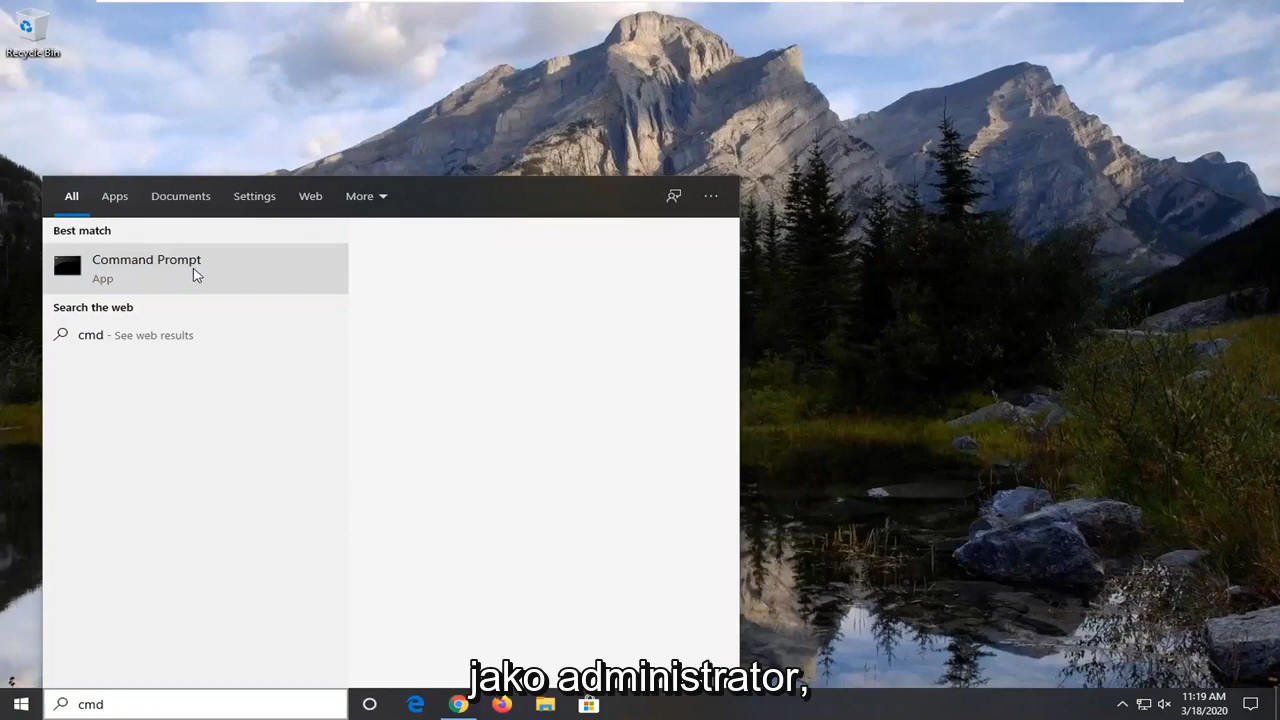 Recycle Bin
All Apps Documents Settings Web More
Best match
Command Prompt
App
Search the web
cmd - See web results
jako administrator,
cmd
11:19 AM
3/18/2020